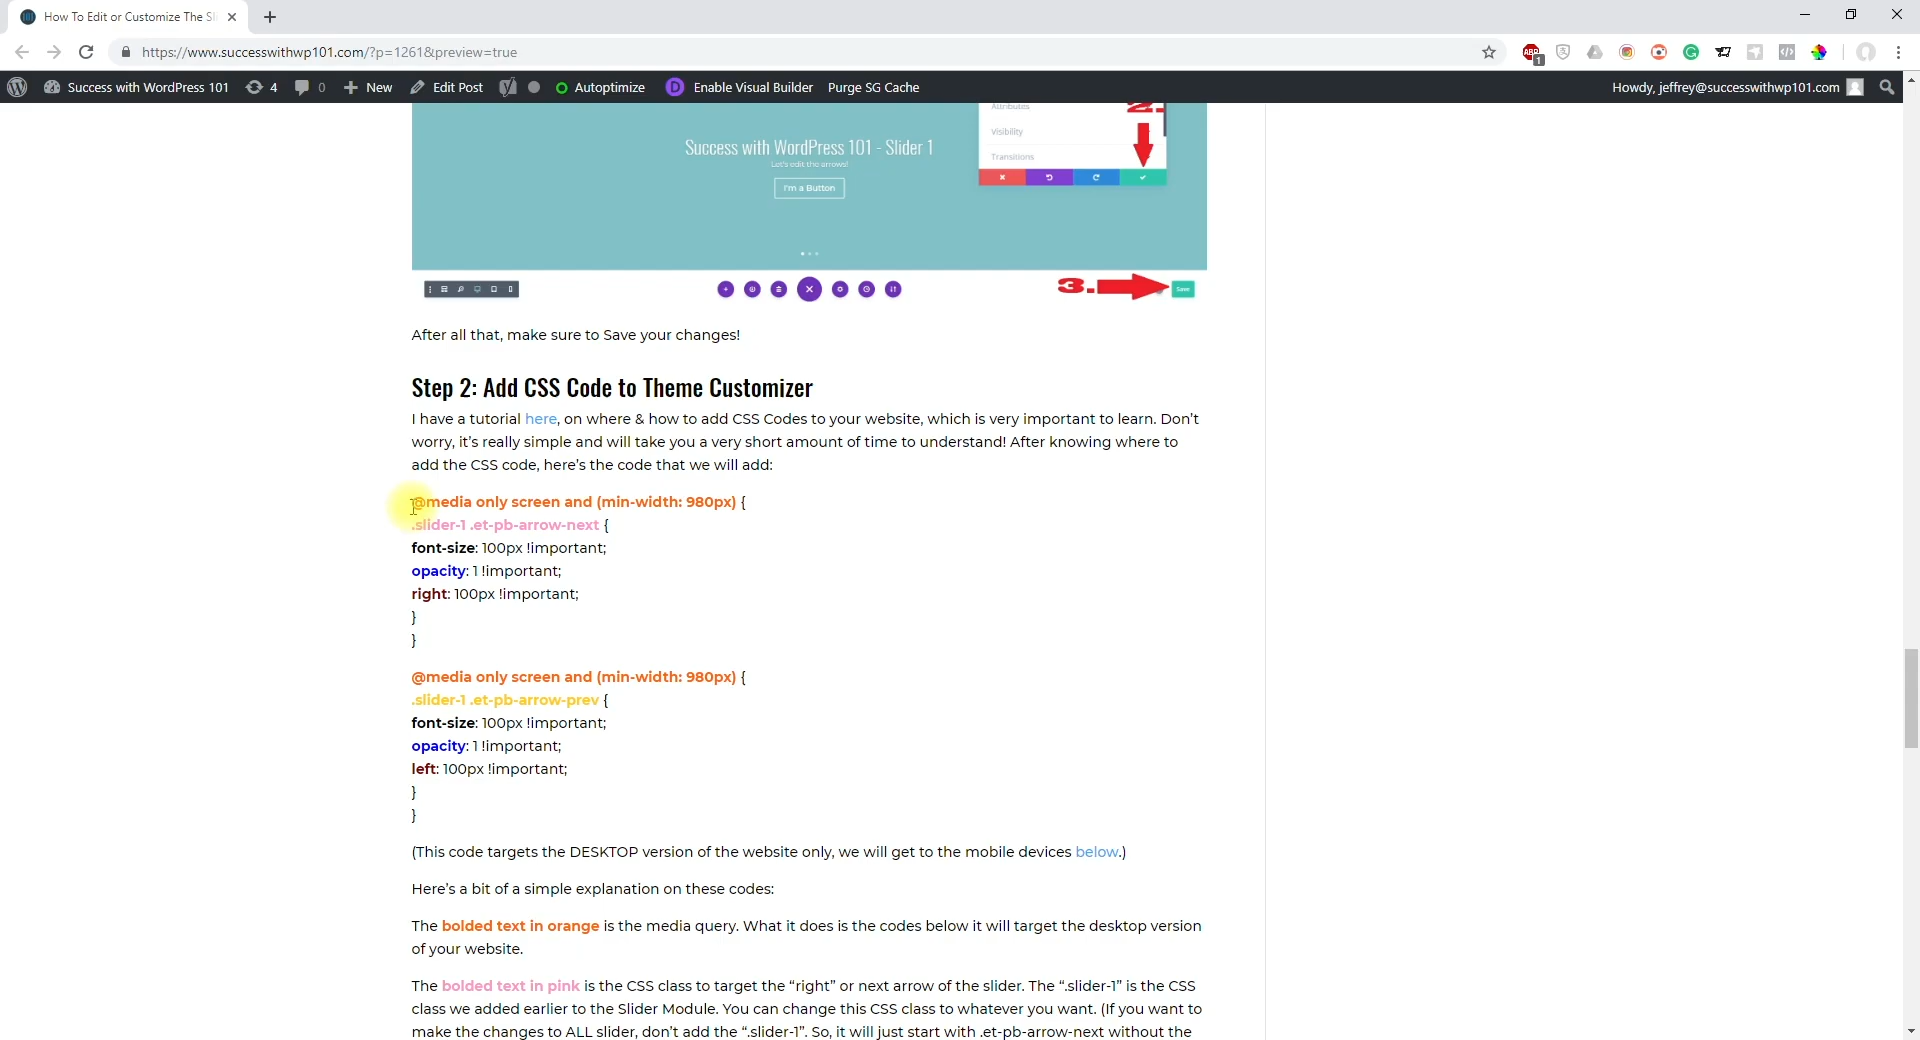 How To Edit or Customize The Sli
https://www.successwithwp101.com/?p=1261&preview=true
ABP
1
Success with WordPress 101
4
0
New
Edit Post
Autoptimize
D
Enable Visual Builder
Purge SG Cache
Howdy, jeffrey@successwithwp101.com
Attributes
2.
Visibility
Transitions
Success with WordPress 101 - Slider 1
Let's edit the arrows!
I'm a Button
3.
Save
After all that, make sure to Save your changes!
Step 2: Add CSS Code to Theme Customizer
I have a tutorial here, on where & how to add CSS Codes to your website, which is very important to learn. Don’t
worry, it’s really simple and will take you a very short amount of time to understand! After knowing where to
add the CSS code, here’s the code that we will add:
@media only screen and (min-width: 980px) {
.slider-1 .et-pb-arrow-next {
font-size: 100px !important;
opacity: 1 !important;
right: 100px !important;
}
}
@media only screen and (min-width: 980px) {
.slider-1 .et-pb-arrow-prev {
font-size: 100px !important;
opacity: 1 !important;
left: 100px !important;
}
}
(This code targets the DESKTOP version of the website only, we will get to the mobile devices below.)
Here’s a bit of a simple explanation on these codes:
The bolded text in orange is the media query. What it does is the codes below it will target the desktop version
of your website.
The bolded text in pink is the CSS class to target the “right” or next arrow of the slider. The “.slider-1” is the CSS
class we added earlier to the Slider Module. You can change this CSS class to whatever you want. (If you want to
make the changes to ALL slider, don’t add the “.slider-1”. So, it will just start with .et-pb-arrow-next without the